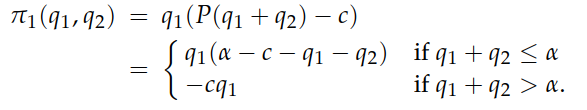 π₁(q₁, q₂) = q₁(P(q₁ + q₂) − c)
= { q₁(α − c − q₁ − q₂) if q₁ + q₂ ≤ α
−cq₁ if q₁ + q₂ > α.